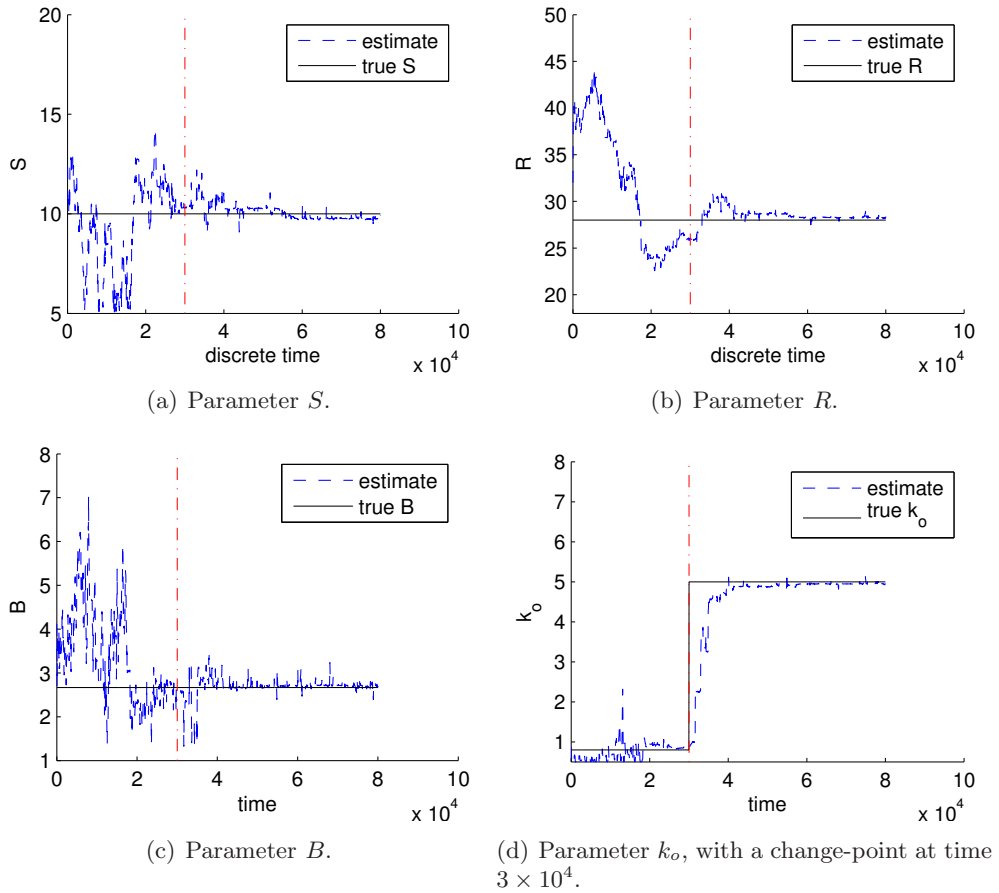 20
15
10
5
S
estimate
true S
0 2 4 6 8 10
discrete time
x 10^4
(a) Parameter S.
50
45
40
35
30
25
20
R
estimate
true R
0 2 4 6 8 10
discrete time
x 10^4
(b) Parameter R.
8
7
6
5
4
3
2
1
B
estimate
true B
0 2 4 6 8 10
time
x 10^4
(c) Parameter B.
8
7
6
5
4
3
2
1
k_o
estimate
true k_o
0 2 4 6 8 10
time
x 10^4
(d) Parameter k_o, with a change-point at time
3 × 10^4.